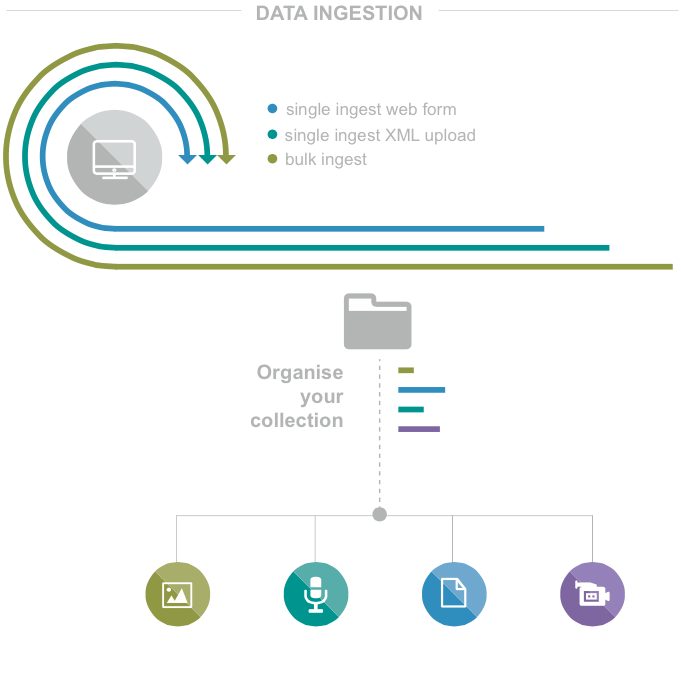 DATA INGESTION
single ingest web form
single ingest XML upload
bulk ingest
Organise
your
collection